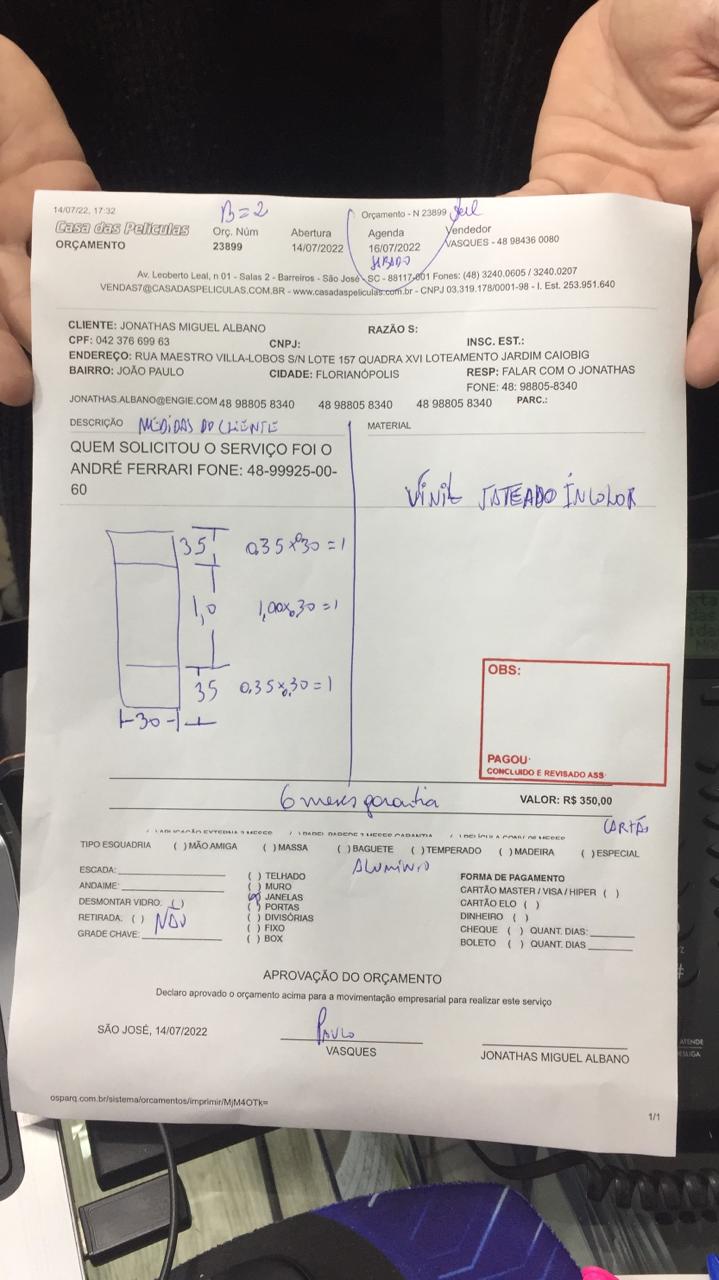 14/07/22, 17:32
B=2
Orçamento - N 23899
Casa das Películas
Orç. Núm
Abertura
Agenda
Vendedor
ORÇAMENTO
23899
14/07/2022
16/07/2022
VASQUES - 48 98436 0080
SABADO
Av. Leoberto Leal, n 01 - Salas 2 - Barreiros - São José - SC - 88117-001 Fones: (48) 3240.0605 / 3240.0207
VENDAS7@CASADASPELICULAS.COM.BR - www.casadaspeliculas.com.br - CNPJ 03.319.178/0001-98 - I. Est. 253.951.640
CLIENTE: JONATHAS MIGUEL ALBANO
RAZÃO S:
CPF: 042 376 699 63
CNPJ:
INSC. EST.:
ENDEREÇO: RUA MAESTRO VILLA-LOBOS S/N LOTE 157 QUADRA XVI LOTEAMENTO JARDIM CAIOBIG
BAIRRO: JOÃO PAULO
CIDADE: FLORIANÓPOLIS
RESP: FALAR COM O JONATHAS
FONE: 48: 98805-8340
JONATHAS.ALBANO@ENGIE.COM 48 98805 8340 48 98805 8340 48 98805 8340 PARC.:
DESCRIÇÃO MEDIDAS DO CLIENTE
MATERIAL
QUEM SOLICITOU O SERVIÇO FOI O
ANDRÉ FERRARI FONE: 48-99925-00-
60
VINIL JATEADO INCOLOR
35 0,35x0,30=1
1,0 1,00x0,30=1
35 0,35x0,30=1
30
OBS:
PAGOU:
CONCLUIDO E REVISADO ASS:
6 meses garantia
VALOR: R$ 350,00
CARTÃO
TIPO ESQUADRIA ( ) MÃO AMIGA ( ) MASSA ( ) BAGUETE ( ) TEMPERADO ( ) MADEIRA ( ) ESPECIAL
ALUMÍNIO
ESCADA:
ANDAIME:
DESMONTAR VIDRO: ( )
RETIRADA: ( ) NÃO
GRADE CHAVE:
( ) TELHADO
( ) MURO
(X) JANELAS
( ) PORTAS
( ) DIVISÓRIAS
( ) FIXO
( ) BOX
FORMA DE PAGAMENTO
CARTÃO MASTER / VISA / HIPER ( )
CARTÃO ELO ( )
DINHEIRO ( )
CHEQUE ( ) QUANT. DIAS:
BOLETO ( ) QUANT. DIAS
APROVAÇÃO DO ORÇAMENTO
Declaro aprovado o orçamento acima para a movimentação empresarial para realizar este serviço
SÃO JOSÉ, 14/07/2022
PAULO
VASQUES
JONATHAS MIGUEL ALBANO
osparq.com.br/sistema/orcamentos/imprimir/MjM4OTk=
1/1
ATENDE